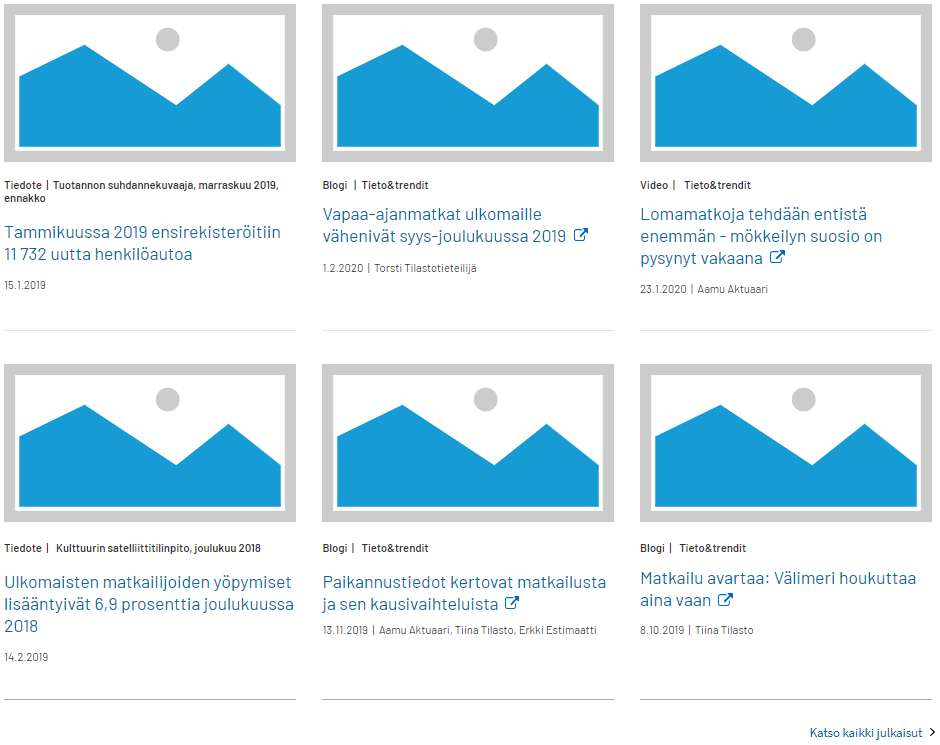 Tiedote | Tuotannon suhdannekuvaaja, marraskuu 2019,
ennakko
Tammikuussa 2019 ensirekisteröitiin
11 732 uutta henkilöautoa
15.1.2019
Blogi | Tieto&trendit
Vapaa-ajanmatkat ulkomaille
vähenivät syys-joulukuussa 2019
1.2.2020 | Torsti Tilastotieteilijä
Video | Tieto&trendit
Lomamatkoja tehdään entistä
enemmän - mökkeilyn suosio on
pysynyt vakaana
23.1.2020 | Aamu Aktuaari
Tiedote | Kulttuurin satelliittitilinpito, joulukuu 2018
Ulkomaisten matkailijoiden yöpymiset
lisääntyivät 6,9 prosenttia joulukuussa
2018
14.2.2019
Blogi | Tieto&trendit
Paikannustiedot kertovat matkailusta
ja sen kausivaihteluista
13.11.2019 | Aamu Aktuaari, Tiina Tilasto, Erkki Estimaatti
Blogi | Tieto&trendit
Matkailu avartaa: Välimeri houkuttaa
aina vaan
8.10.2019 | Tiina Tilasto
Katso kaikki julkaisut